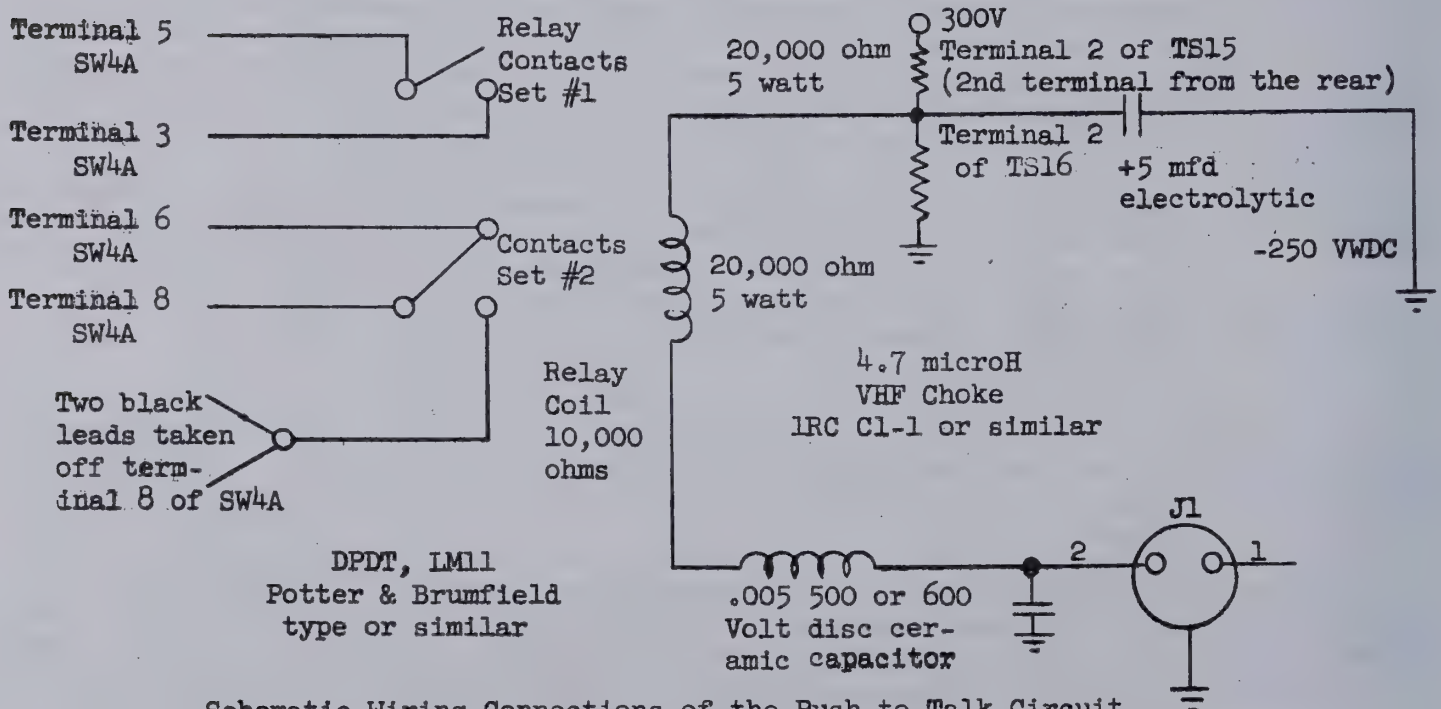 Terminal 5
SW4A
Relay
Contacts
Set #1
Terminal 3
SW4A
Terminal 6
SW4A
Contacts
Set #2
Terminal 8
SW4A
Two black
leads taken
off term-
inal 8 of SW4A
DPDT, LM11
Potter & Brumfield
type or similar
20,000 ohm
5 watt
300V
Terminal 2 of TS15
(2nd terminal from the rear)
Terminal 2
of TS16
+5 mfd
electrolytic
-250 VWDC
20,000 ohm
5 watt
Relay
Coil
10,000
ohms
4.7 microH
VHF Choke
1RC Cl-1 or similar
.005 500 or 600
Volt disc cer-
amic capacitor
2
J1
1
Schematic Wiring Connections of the Push to Talk Circuit